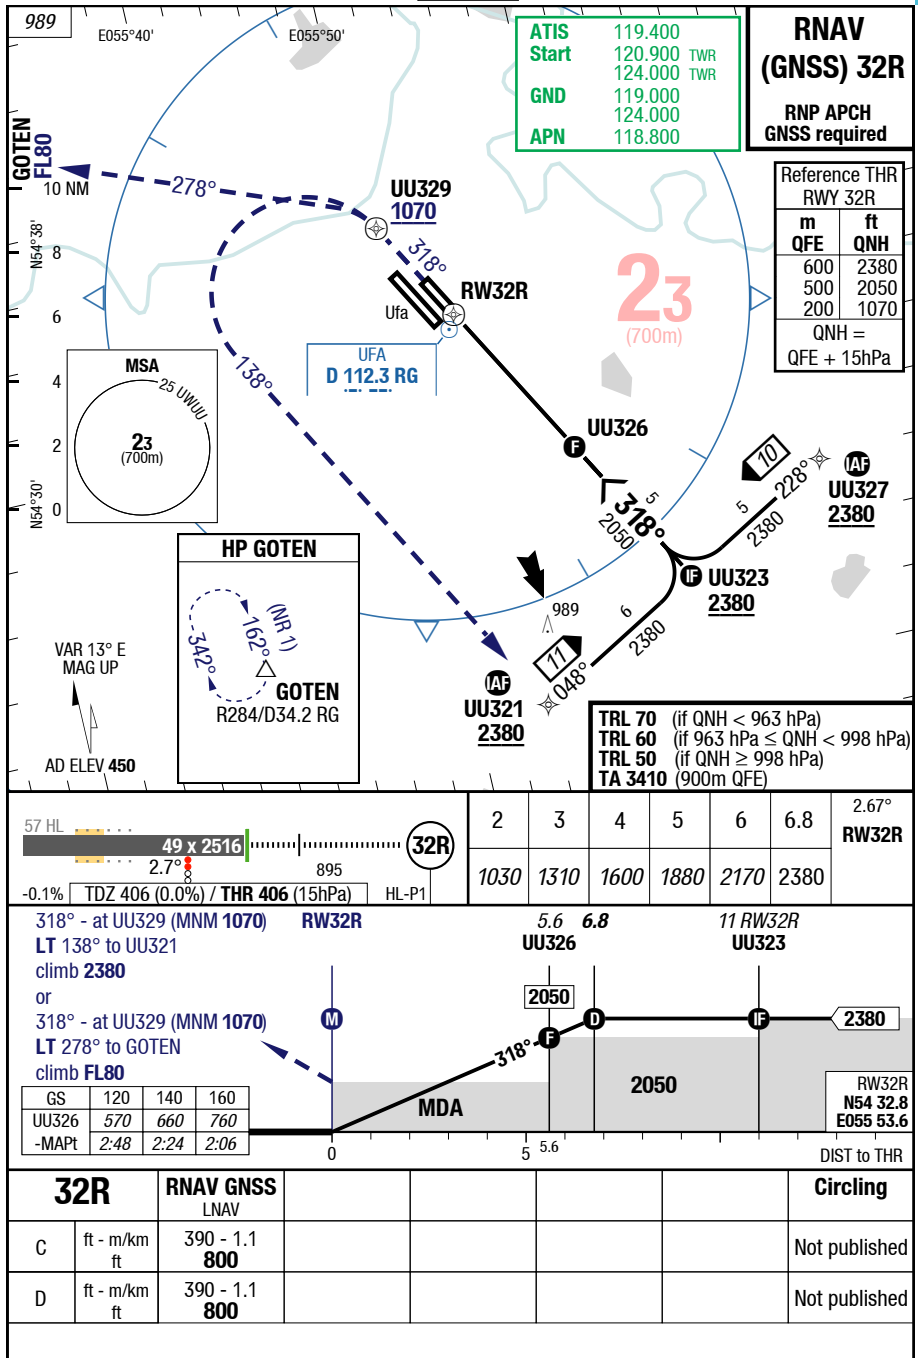 989
E055°40'
E055°50'
ATIS 119.400
Start 120.900 TWR
124.000 TWR
GND 119.000
124.000
APN 118.800
RNAV
(GNSS) 32R
RNP APCH
GNSS required
GOTEN
FL80
10 NM
278°
UU329
1070
318°
RW32R
Ufa
UFA
D 112.3 RG
23
(700m)
Reference THR
RWY 32R
m ft
QFE QNH
600 2380
500 2050
200 1070
QNH =
QFE + 15hPa
N54°38'
8
6
4
2
0
N54°30'
138°
MSA
25 UWUU
23
(700m)
F UU326
10
228°
IAF
UU327
2380
5
2380
5
318°
2050
IF UU323
2380
989
6
2380
11
048°
IAF
UU321
2380
HP GOTEN
(NR 1)
162°
342°
GOTEN
R284/D34.2 RG
VAR 13° E
MAG UP
AD ELEV 450
TRL 70 (if QNH < 963 hPa)
TRL 60 (if 963 hPa ≤ QNH < 998 hPa)
TRL 50 (if QNH ≥ 998 hPa)
TA 3410 (900m QFE)
57 HL
49 x 2516
32R
2.7°
895
-0.1% TDZ 406 (0.0%) / THR 406 (15hPa) HL-P1
2 3 4 5 6 6.8 2.67°
RW32R
1030 1310 1600 1880 2170 2380
318° - at UU329 (MNM 1070)
LT 138° to UU321
climb 2380
or
318° - at UU329 (MNM 1070)
LT 278° to GOTEN
climb FL80
RW32R
5.6 6.8 11 RW32R
UU326 UU323
2050
M
F
D
IF
2380
318°
MDA
2050
RW32R
N54 32.8
E055 53.6
GS 120 140 160
UU326 570 660 760
-MAPt 2:48 2:24 2:06
0 5 5.6 DIST to THR
32R RNAV GNSS Circling
LNAV
C ft - m/km 390 - 1.1 Not published
ft 800
D ft - m/km 390 - 1.1 Not published
ft 800